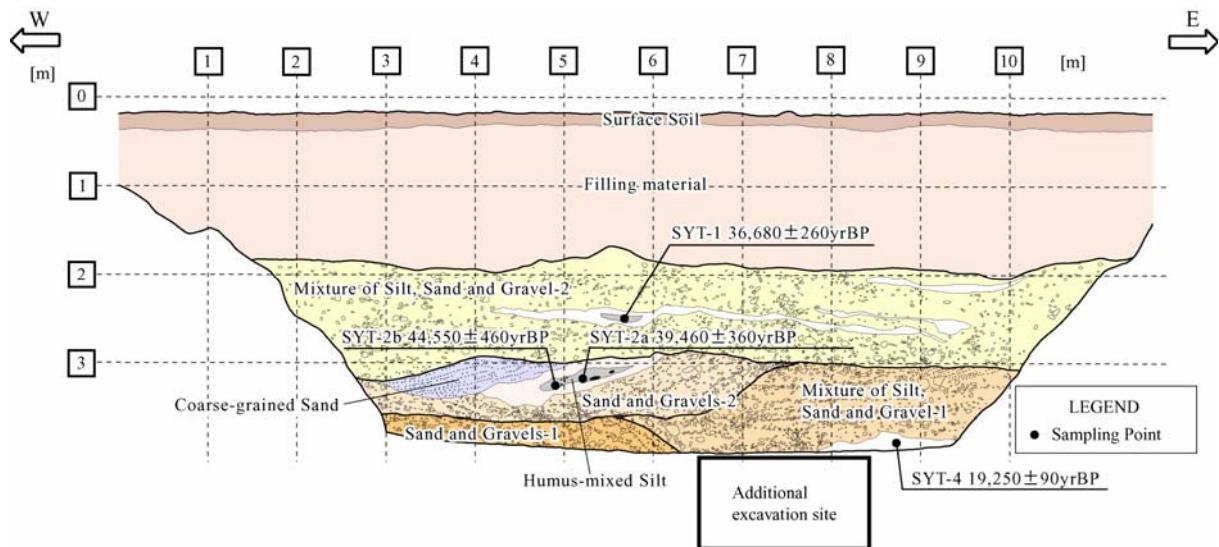 W
E
[m]
1
2
3
4
5
6
7
8
9
10
[m]
0
Surface Soil
1
Filling material
SYT-1 36,680±260yrBP
2
Mixture of Silt, Sand and Gravel-2
SYT-2b 44,550±460yrBP
SYT-2a 39,460±360yrBP
3
Coarse-grained Sand
Sand and Gravels-2
Mixture of Silt,
Sand and Gravel-1
Sand and Gravels-1
Humus-mixed Silt
LEGEND
Sampling Point
SYT-4 19,250±90yrBP
Additional
excavation site